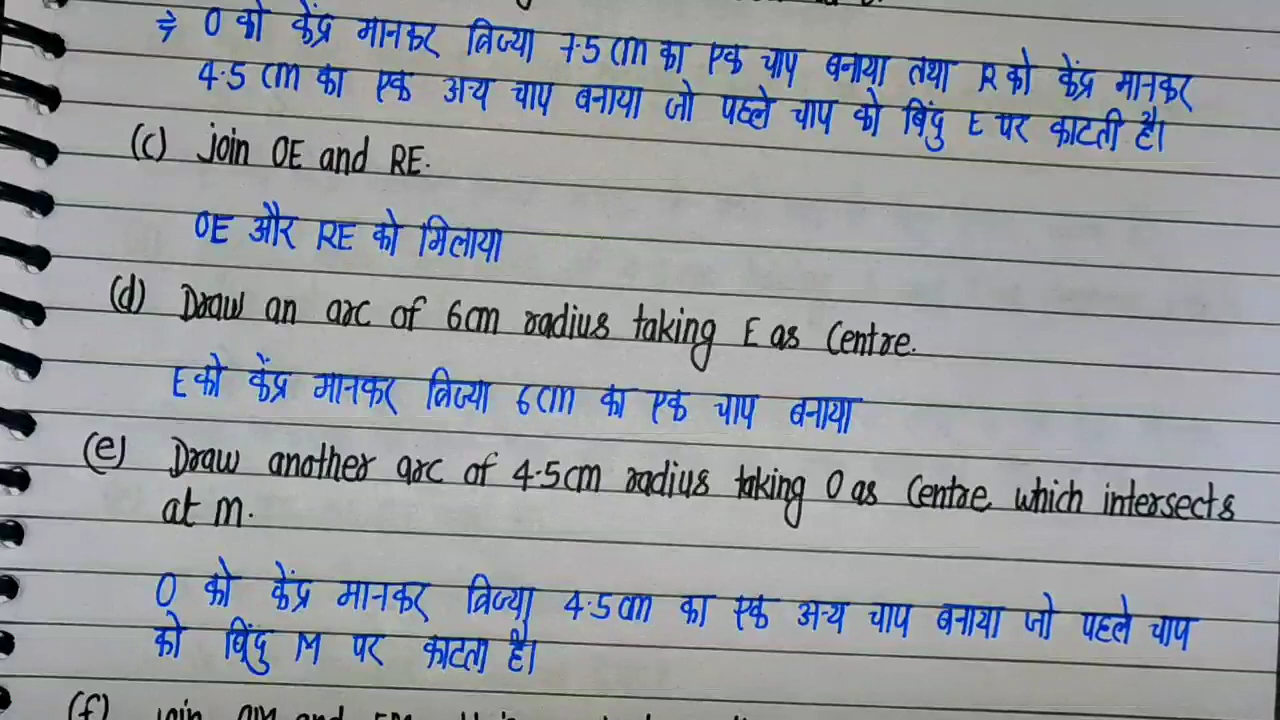 ⇒ O को केंद्र मानकर त्रिज्या 7.5 cm का एक चाप बनाया तथा R को केंद्र मानकर
4.5 cm का एक अन्य चाप बनाया जो पहले चाप को बिंदु E पर काटती है।
(c) join OE and RE.
OE और RE को मिलाया
(d) Draw an arc of 6cm radius taking E as Centre.
E को केंद्र मानकर त्रिज्या 6cm का एक चाप बनाया
(e) Draw another arc of 4.5cm radius taking O as Centre which intersects
at m.
O को केंद्र मानकर त्रिज्या 4.5cm का एक अन्य चाप बनाया जो पहले चाप
को बिंदु M पर काटता है।
(f) join and